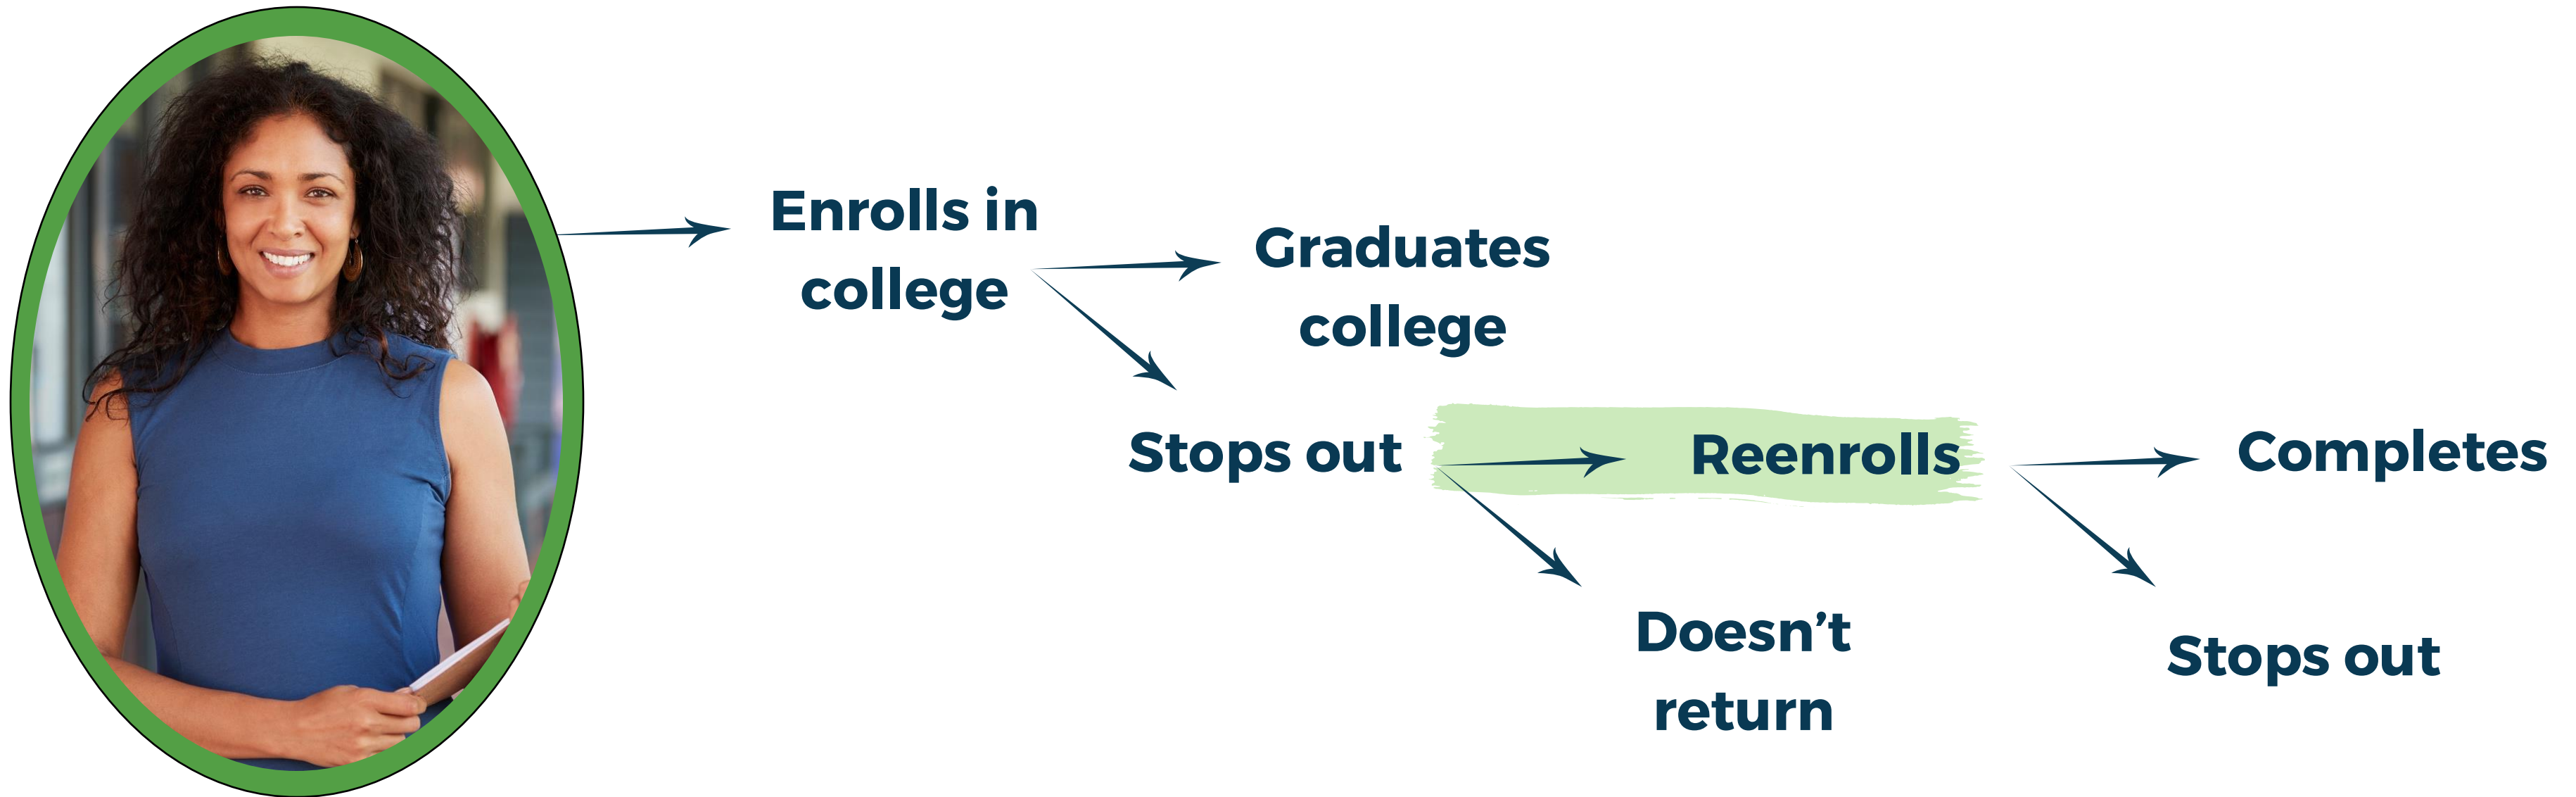 Enrolls in
college
Graduates
college
Stops out
Reenrolls
Completes
Doesn’t
return
Stops out